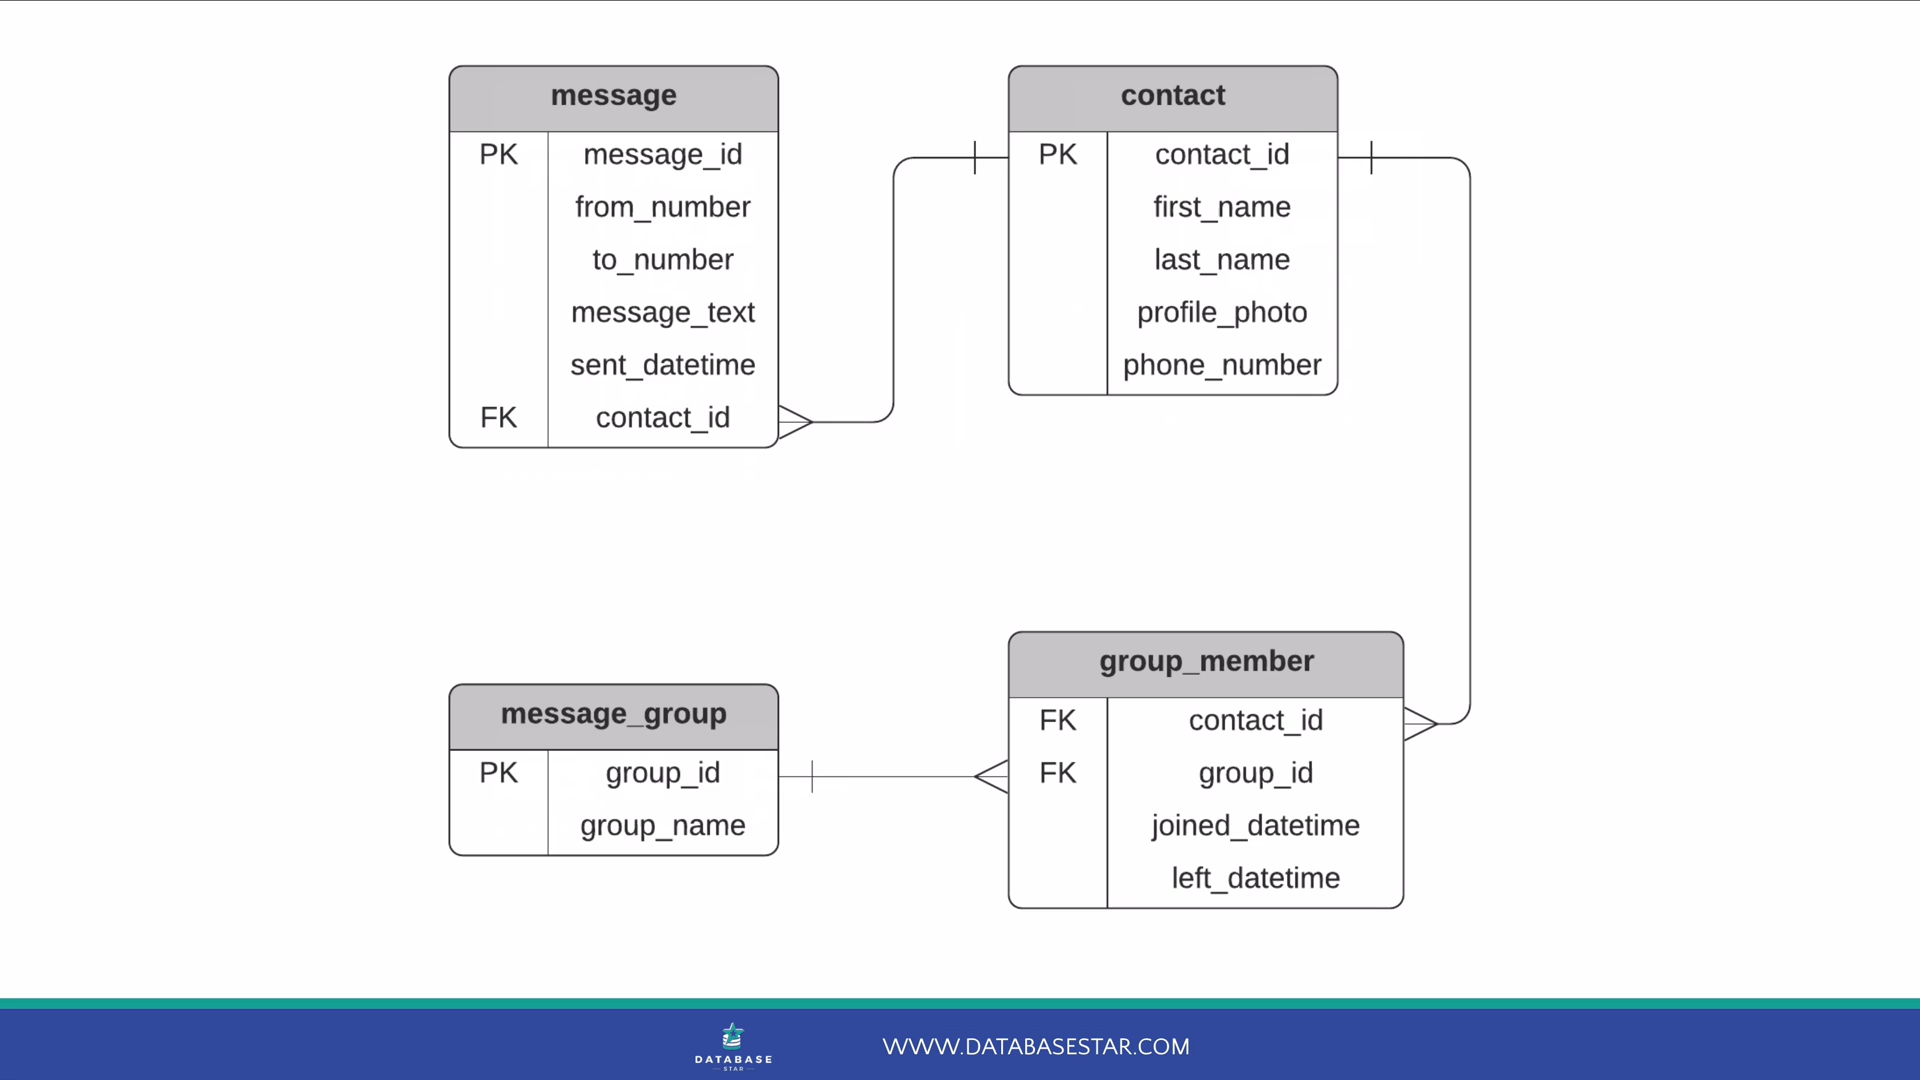 message
PK message_id
from_number
to_number
message_text
sent_datetime
FK contact_id
contact
PK contact_id
first_name
last_name
profile_photo
phone_number
message_group
PK group_id
group_name
group_member
FK contact_id
FK group_id
joined_datetime
left_datetime
DATABASE
STAR
WWW.DATABASESTAR.COM